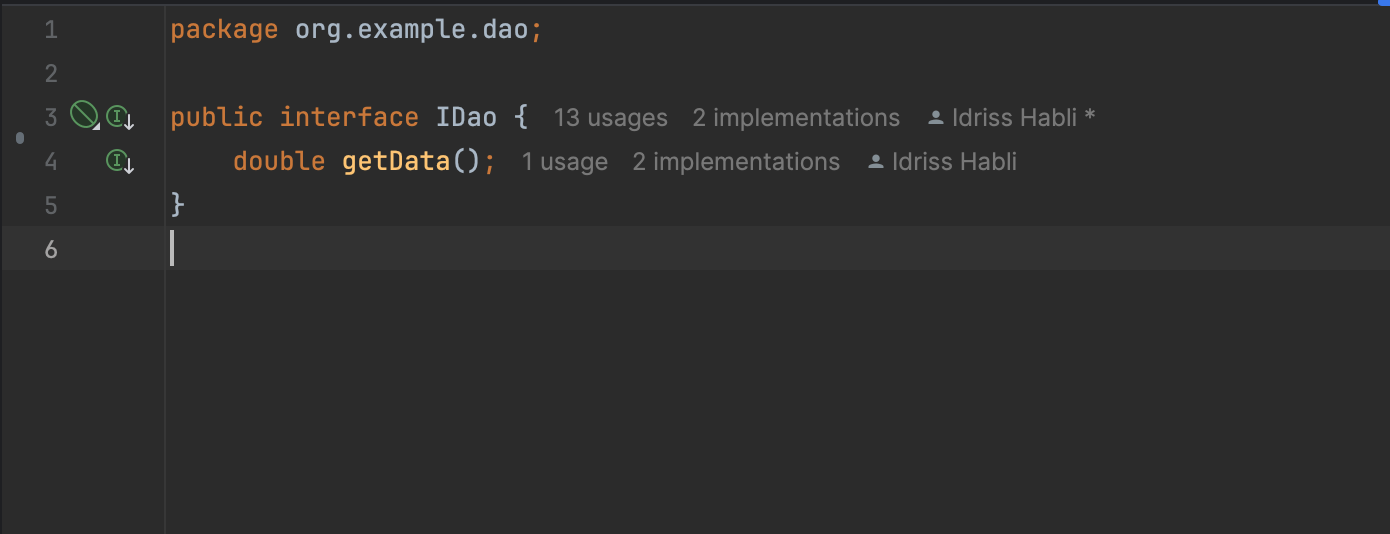 1 package org.example.dao;
2
3 public interface IDao { 13 usages 2 implementations Idriss Habli *
4 double getData(); 1 usage 2 implementations Idriss Habli
5 }
6